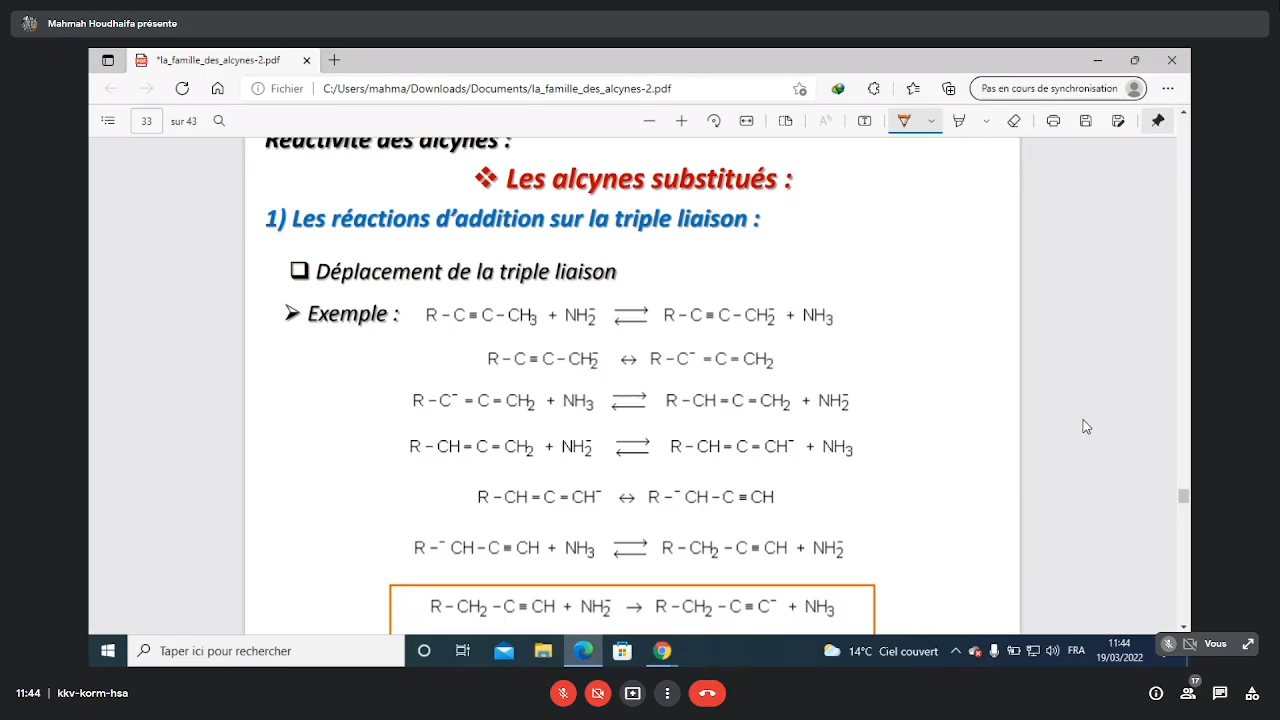 Mahmah Houdhaifa présente
*la_famille_des_alcynes-2.pdf
Fichier | C:/Users/mahma/Downloads/Documents/la_famille_des_alcynes-2.pdf
Pas en cours de synchronisation
33 sur 43
Réactivité des alcynes :
❖ Les alcynes substitués :
1) Les réactions d'addition sur la triple liaison :
❑ Déplacement de la triple liaison
➢ Exemple : R–C≡C–CH₃ + NH₂⁻ ⇌ R–C≡C–CH₂⁻ + NH₃
R–C≡C–CH₂⁻ ↔ R–C⁻=C=CH₂
R–C⁻=C=CH₂ + NH₃ ⇌ R–CH=C=CH₂ + NH₂⁻
R–CH=C=CH₂ + NH₂⁻ ⇌ R–CH=C=CH⁻ + NH₃
R–CH=C=CH⁻ ↔ R–⁻CH–C≡CH
R–⁻CH–C≡CH + NH₃ ⇌ R–CH₂–C≡CH + NH₂⁻
R–CH₂–C≡CH + NH₂⁻ → R–CH₂–C≡C⁻ + NH₃
Taper ici pour rechercher
14°C Ciel couvert
FRA
11:44
19/03/2022
Vous
11:44 | kkv-korm-hsa
17